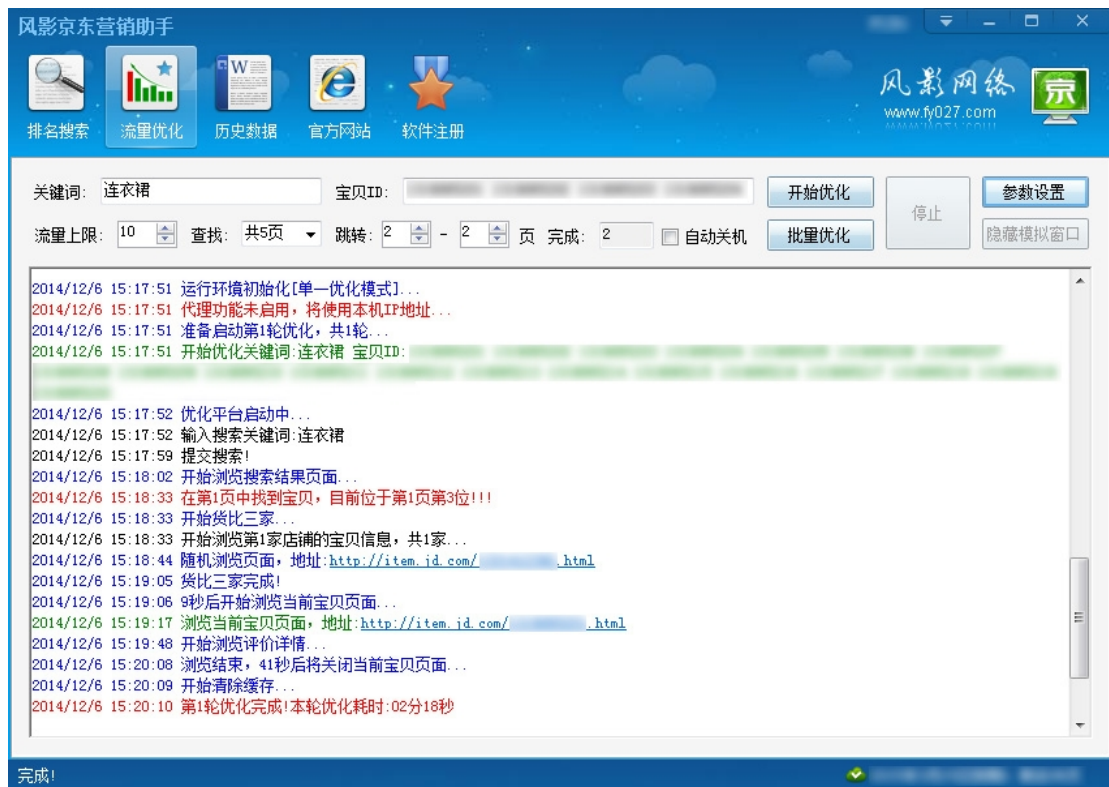 风影京东营销助手
排名搜索 流量优化 历史数据 官方网站 软件注册
风影网络
www.fy027.com
京
关键词: 连衣裙 宝贝ID: 开始优化 停止 参数设置
流量上限: 10 查找: 共5页 跳转: 2 - 2 页 完成: 2 自动关机 批量优化 隐藏模拟窗口
2014/12/6 15:17:51 运行环境初始化[单一优化模式]...
2014/12/6 15:17:51 代理功能未启用，将使用本机IP地址...
2014/12/6 15:17:51 准备启动第1轮优化，共1轮...
2014/12/6 15:17:51 开始优化关键词:连衣裙 宝贝ID:
2014/12/6 15:17:52 优化平台启动中...
2014/12/6 15:17:52 输入搜索关键词:连衣裙
2014/12/6 15:17:59 提交搜索!
2014/12/6 15:18:02 开始浏览搜索结果页面...
2014/12/6 15:18:33 在第1页中找到宝贝，目前位于第1页第3位!!!
2014/12/6 15:18:33 开始货比三家...
2014/12/6 15:18:33 开始浏览第1家店铺的宝贝信息，共1家...
2014/12/6 15:18:44 随机浏览页面，地址:http://item.jd.com/ .html
2014/12/6 15:19:05 货比三家完成!
2014/12/6 15:19:06 9秒后开始浏览当前宝贝页面...
2014/12/6 15:19:17 浏览当前宝贝页面，地址:http://item.jd.com/ .html
2014/12/6 15:19:48 开始浏览评价详情...
2014/12/6 15:20:08 浏览结束，41秒后将关闭当前宝贝页面...
2014/12/6 15:20:09 开始清除缓存...
2014/12/6 15:20:10 第1轮优化完成!本轮优化耗时:02分18秒
完成!